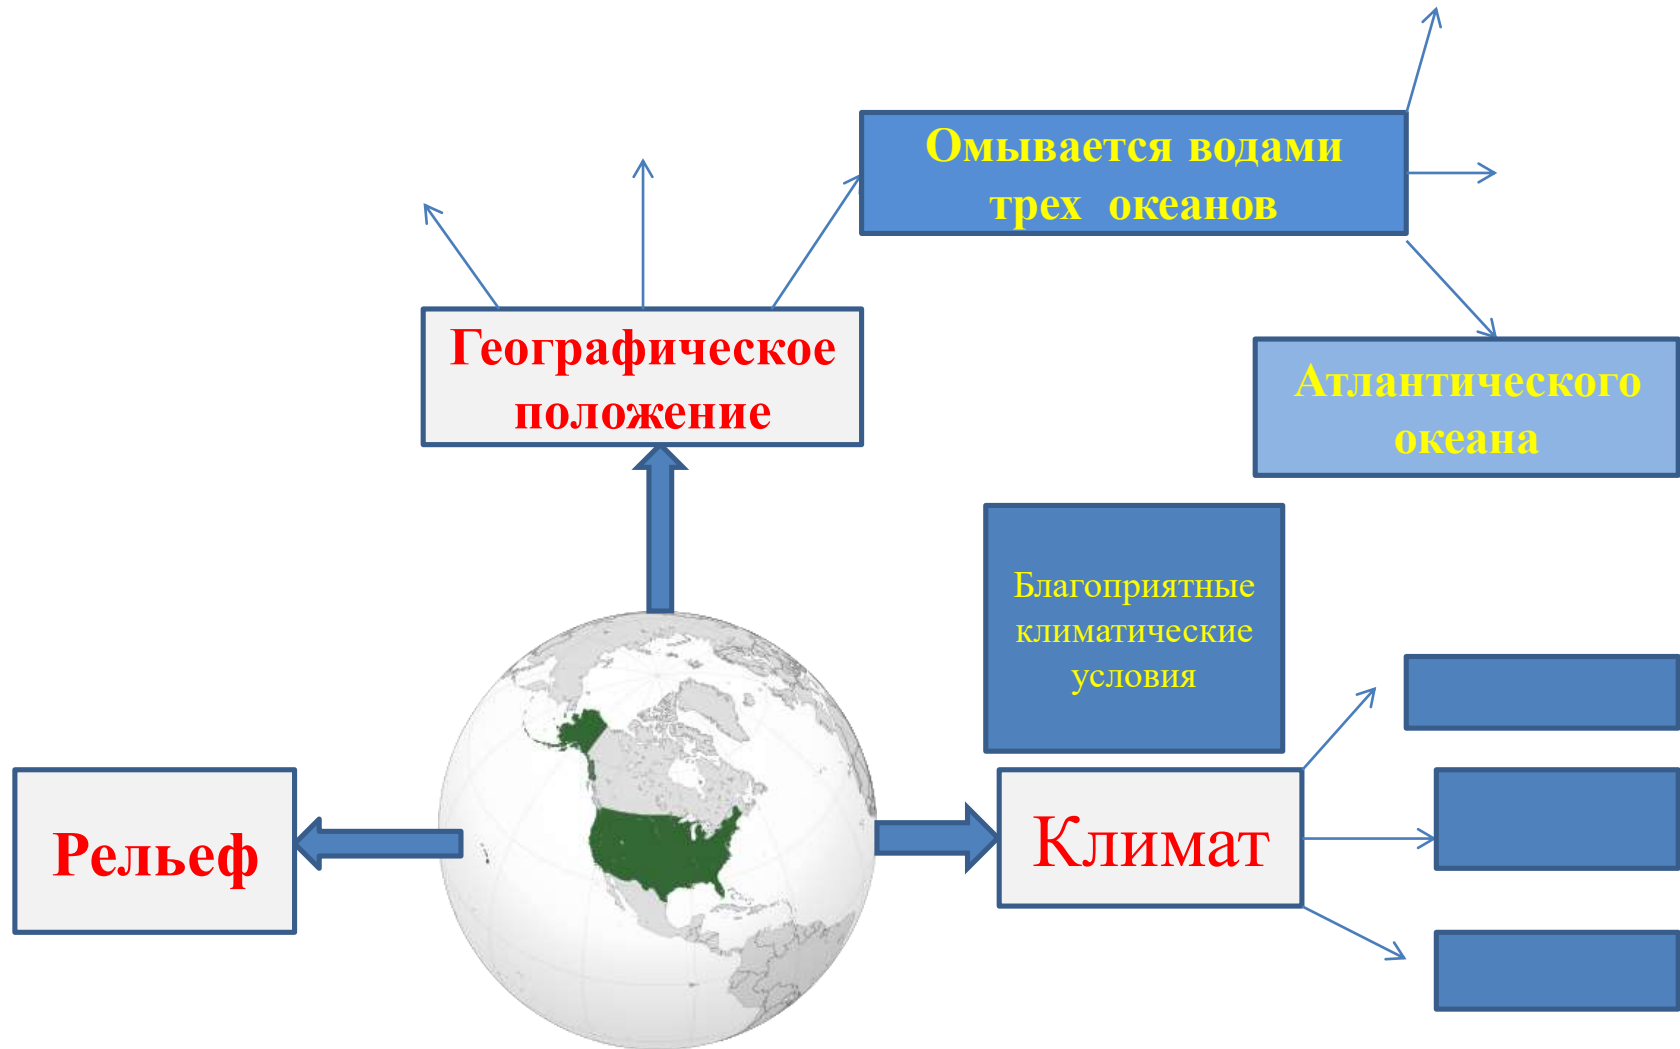 Омывается водами
трех океанов
Географическое
положение
Атлантического
океана
Благоприятные
климатические
условия
Рельеф
Климат